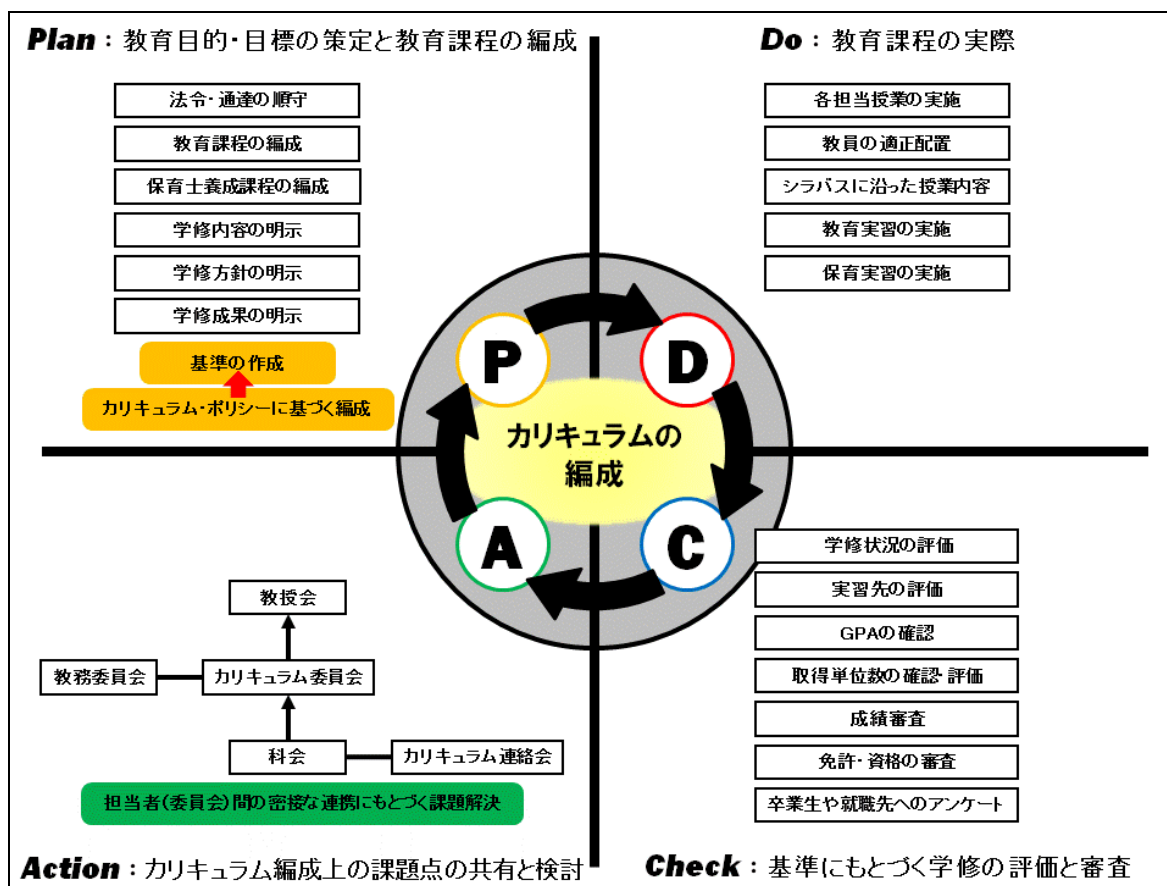 Plan：教育目的・目標の策定と教育課程の編成
法令・通達の順守
教育課程の編成
保育士養成課程の編成
学修内容の明示
学修方針の明示
学修成果の明示
基準の作成
カリキュラム・ポリシーに基づく編成
Do：教育課程の実際
各担当授業の実施
教員の適正配置
シラバスに沿った授業内容
教育実習の実施
保育実習の実施
P
D
カリキュラムの
編成
A
C
教授会
教務委員会
カリキュラム委員会
科会
カリキュラム連絡会
担当者(委員会)間の密接な連携にもとづく課題解決
Action：カリキュラム編成上の課題点の共有と検討
学修状況の評価
実習先の評価
GPAの確認
取得単位数の確認・評価
成績審査
免許・資格の審査
卒業生や就職先へのアンケート
Check：基準にもとづく学修の評価と審査